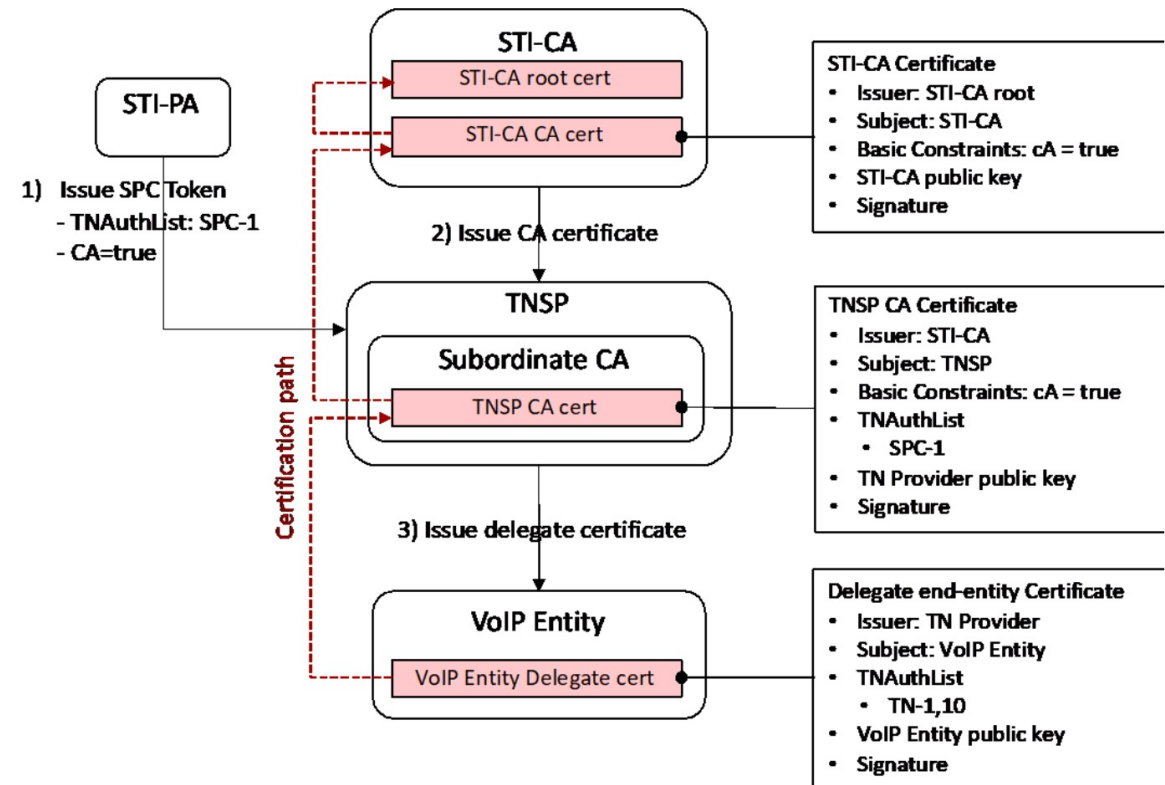 STI-PA
1) Issue SPC Token
- TNAuthList: SPC-1
- CA=true
STI-CA
STI-CA root cert
STI-CA CA cert
2) Issue CA certificate
TNSP
Subordinate CA
TNSP CA cert
Certification path
3) Issue delegate certificate
VoIP Entity
VoIP Entity Delegate cert
STI-CA Certificate
• Issuer: STI-CA root
• Subject: STI-CA
• Basic Constraints: cA = true
• STI-CA public key
• Signature
TNSP CA Certificate
• Issuer: STI-CA
• Subject: TNSP
• Basic Constraints: cA = true
• TNAuthList
• SPC-1
• TN Provider public key
• Signature
Delegate end-entity Certificate
• Issuer: TN Provider
• Subject: VoIP Entity
• TNAuthList
• TN-1,10
• VoIP Entity public key
• Signature